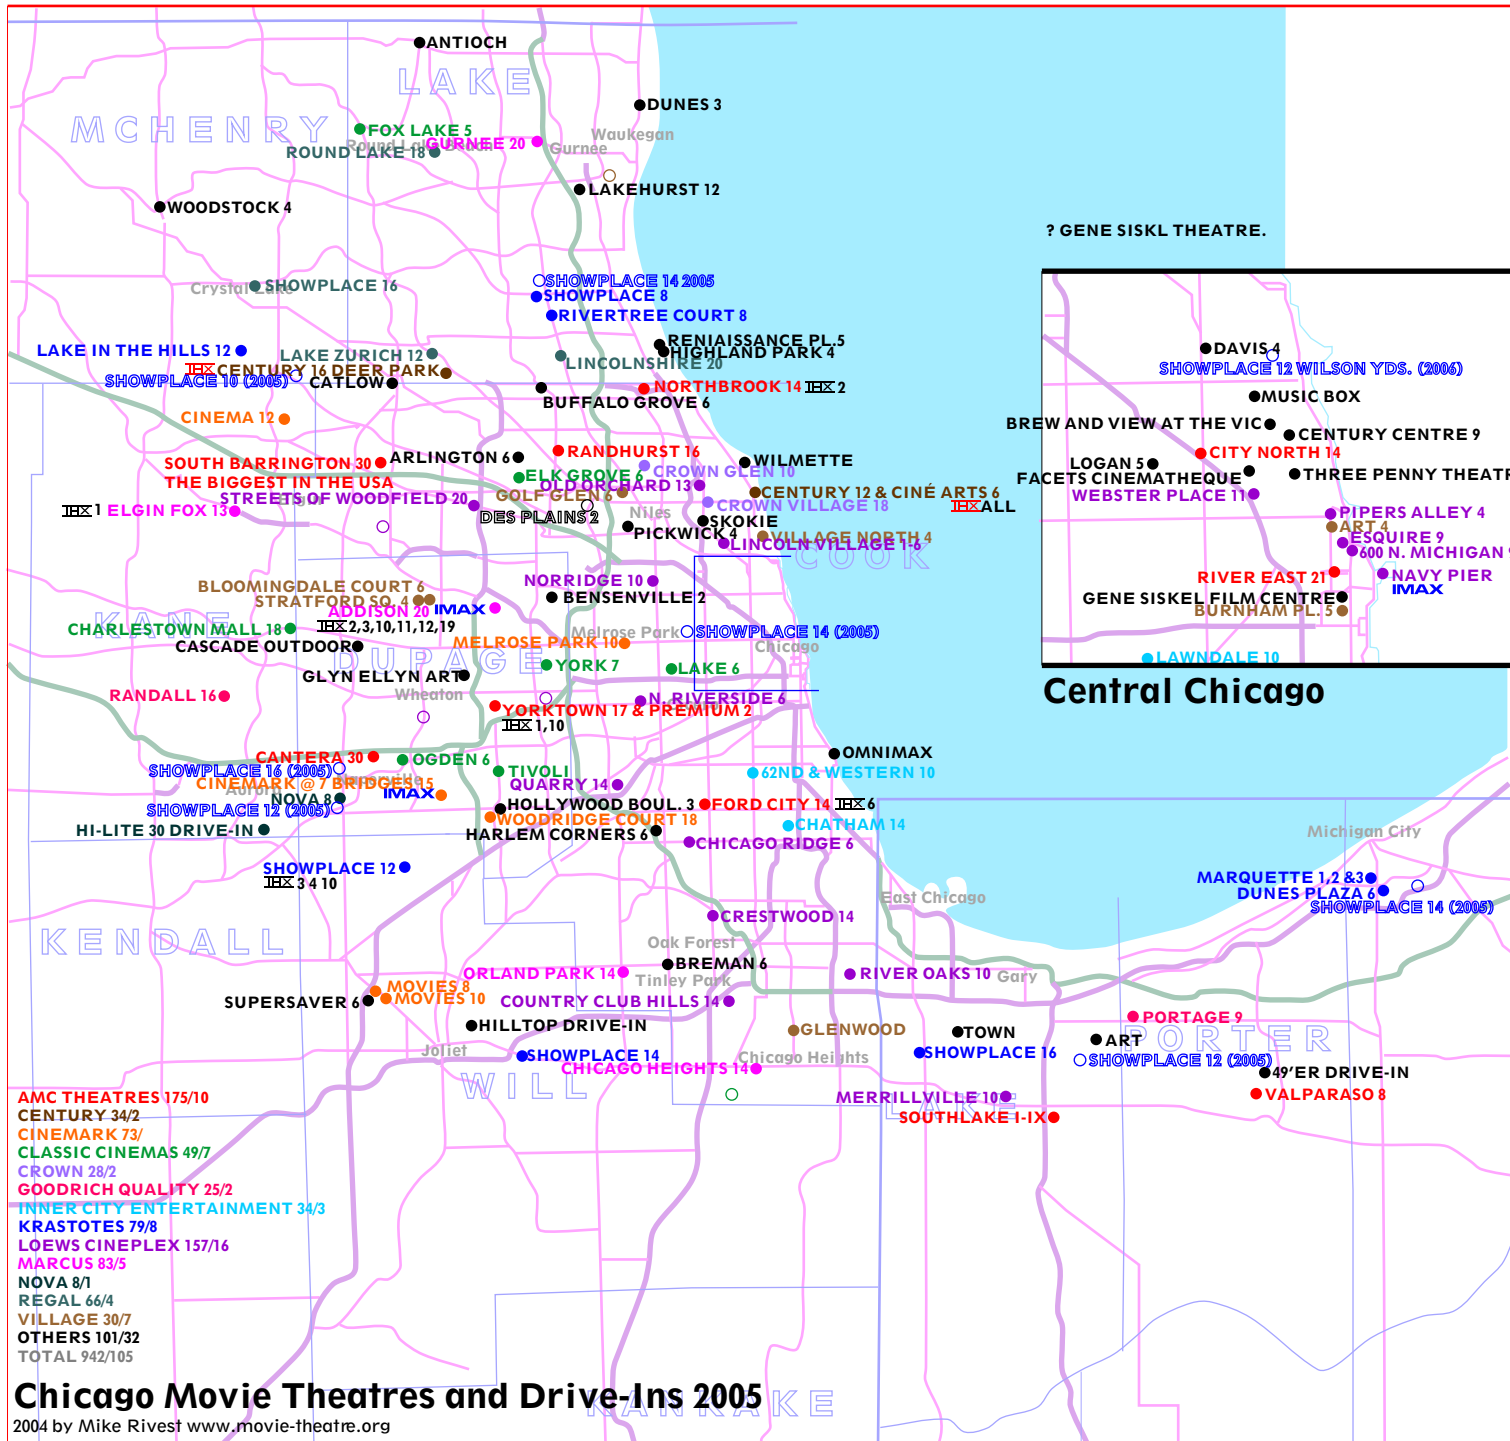 ANTIOCH
LAKE
DUNES 3
MCHENRY
FOX LAKE 5
Waukegan
GURNEE 20
Gurnee
ROUND LAKE 18
LAKEHURST 12
WOODSTOCK 4
? GENE SISKL THEATRE.
SHOWPLACE 14 2005
Crystal Lake
SHOWPLACE 16
SHOWPLACE 8
RIVERTREE COURT 8
RENIAISSANCE PL.5
HIGHLAND PARK 4
LAKE IN THE HILLS 12
LAKE ZURICH 12
LINCOLNSHIRE 20
THX CENTURY 16 DEER PARK
SHOWPLACE 10 (2005)
CATLOW
NORTHBROOK 14 THX 2
BUFFALO GROVE 6
CINEMA 12
RANDHURST 16
SOUTH BARRINGTON 30
THE BIGGEST IN THE USA
ARLINGTON 6
WILMETTE
CROWN GLEN 10
ELK GROVE 6
OLD ORCHARD 13
Elgin
STREETS OF WOODFIELD 20
GOLF GLEN 6
CENTURY 12 & CINÉ ARTS 6
THX ALL
CROWN VILLAGE 18
THX 1 ELGIN FOX 13
DES PLAINS 2
Niles
SKOKIE
PICKWICK 4
VILLAGE NORTH 4
LINCOLN VILLAGE 1-6
COOK
NORRIDGE 10
BLOOMINGDALE COURT 6
STRATFORD SQ. 4
BENSENVILLE 2
ADDISON 20 IMAX
THX 2,3,10,11,12,19
KANE
CHARLESTOWN MALL 18
Melrose Park
SHOWPLACE 14 (2005)
MELROSE PARK 10
Chicago
CASCADE OUTDOOR
DUPAGE
YORK 7
LAKE 6
GLYN ELLYN ART
Wheaton
RANDALL 16
N. RIVERSIDE 6
YORKTOWN 17 & PREMIUM 2
THX 1,10
DAVIS 4
SHOWPLACE 12 WILSON YDS. (2006)
MUSIC BOX
BREW AND VIEW AT THE VIC
CENTURY CENTRE 9
CITY NORTH 14
LOGAN 5
FACETS CINEMATHEQUE
THREE PENNY THEATR
WEBSTER PLACE 11
PIPERS ALLEY 4
ART 4
ESQUIRE 9
600 N. MICHIGAN 9
RIVER EAST 21
NAVY PIER
IMAX
GENE SISKEL FILM CENTRE
BURNHAM PL. 5
LAWNDALE 10
Central Chicago
OMNIMAX
CANTERA 30
OGDEN 6
SHOWPLACE 16 (2005)
TIVOLI
62ND & WESTERN 10
CINEMARK @ 7 BRIDGES 15
IMAX
QUARRY 14
Aurora
NOVA 8
SHOWPLACE 12 (2005)
HOLLYWOOD BOUL. 3
FORD CITY 14 THX 6
WOODRIDGE COURT 18
CHATHAM 14
HI-LITE 30 DRIVE-IN
HARLEM CORNERS 6
CHICAGO RIDGE 6
Michigan City
SHOWPLACE 12
THX 3 4 10
MARQUETTE 1,2 &3
DUNES PLAZA 6
SHOWPLACE 14 (2005)
East Chicago
CRESTWOOD 14
KENDALL
Oak Forest
BREMAN 6
ORLAND PARK 14
Tinley Park
RIVER OAKS 10
Gary
MOVIES 8
MOVIES 10
SUPERSAVER 6
COUNTRY CLUB HILLS 14
PORTAGE 9
HILLTOP DRIVE-IN
GLENWOOD
TOWN
ART
PORTER
Joliet
SHOWPLACE 14
Chicago Heights
SHOWPLACE 16
SHOWPLACE 12 (2005)
CHICAGO HEIGHTS 14
49'ER DRIVE-IN
WILL
MERRILLVILLE 10
VALPARASO 8
LAKE
SOUTHLAKE I-IX
AMC THEATRES 175/10
CENTURY 34/2
CINEMARK 73/
CLASSIC CINEMAS 49/7
CROWN 28/2
GOODRICH QUALITY 25/2
INNER CITY ENTERTAINMENT 34/3
KRASTOTES 79/8
LOEWS CINEPLEX 157/16
MARCUS 83/5
NOVA 8/1
REGAL 66/4
VILLAGE 30/7
OTHERS 101/32
TOTAL 942/105
Chicago Movie Theatres and Drive-Ins 2005
KANKAKEE
2004 by Mike Rivest www.movie-theatre.org